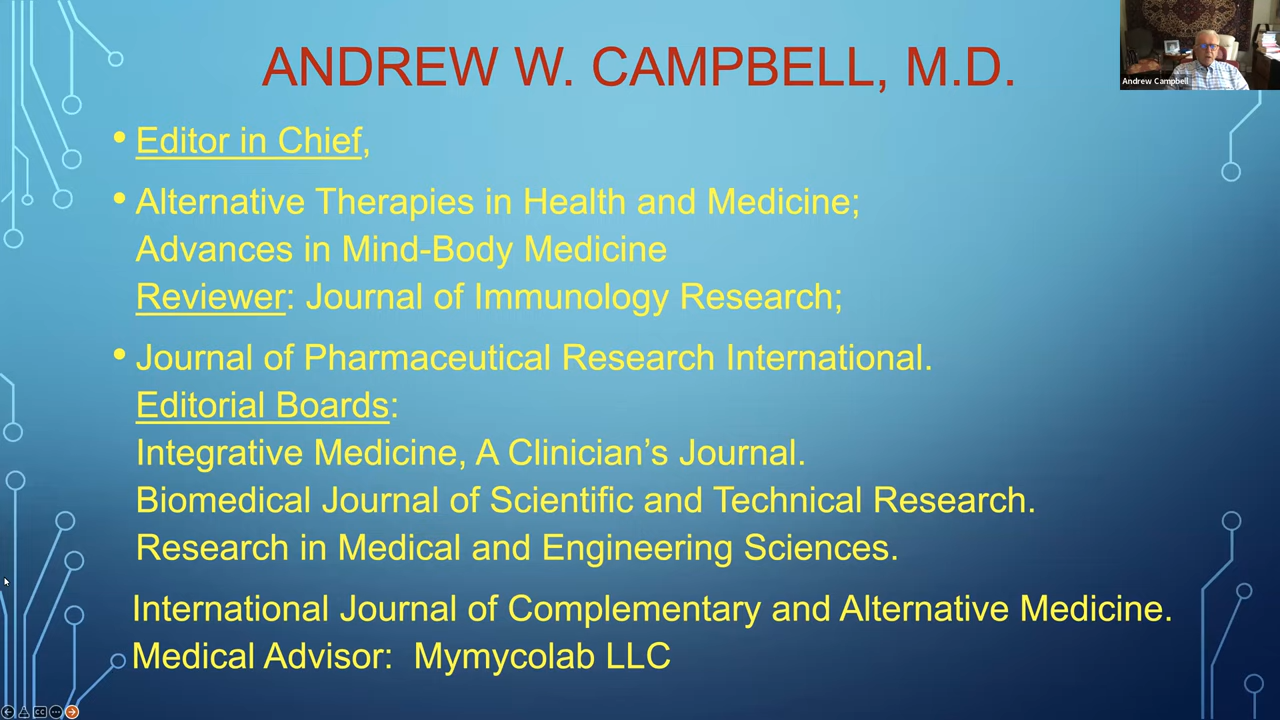 ANDREW W. CAMPBELL, M.D.
Andrew Campbell
• Editor in Chief,
• Alternative Therapies in Health and Medicine;
Advances in Mind-Body Medicine
Reviewer: Journal of Immunology Research;
• Journal of Pharmaceutical Research International.
Editorial Boards:
Integrative Medicine, A Clinician’s Journal.
Biomedical Journal of Scientific and Technical Research.
Research in Medical and Engineering Sciences.
International Journal of Complementary and Alternative Medicine.
Medical Advisor:  Mymycolab LLC